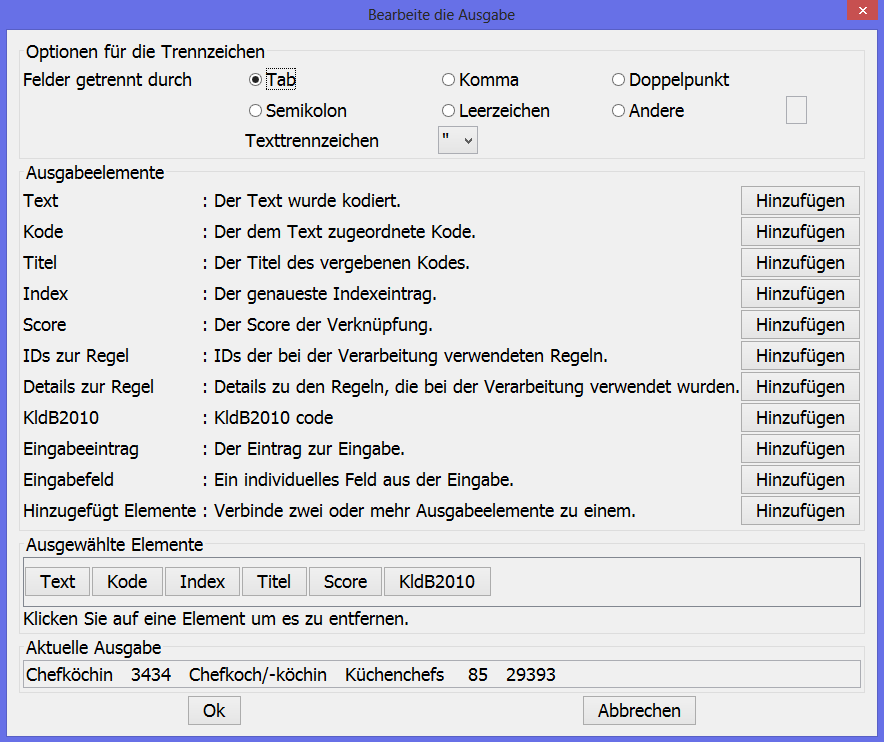 Bearbeite die Ausgabe
Optionen für die Trennzeichen
Felder getrennt durch Tab Komma Doppelpunkt
Semikolon Leerzeichen Andere
Texttrennzeichen "
Ausgabeelemente
Text : Der Text wurde kodiert. Hinzufügen
Kode : Der dem Text zugeordnete Kode. Hinzufügen
Titel : Der Titel des vergebenen Kodes. Hinzufügen
Index : Der genaueste Indexeintrag. Hinzufügen
Score : Der Score der Verknüpfung. Hinzufügen
IDs zur Regel : IDs der bei der Verarbeitung verwendeten Regeln. Hinzufügen
Details zur Regel : Details zu den Regeln, die bei der Verarbeitung verwendet wurden. Hinzufügen
KldB2010 : KldB2010 code Hinzufügen
Eingabeeintrag : Der Eintrag zur Eingabe. Hinzufügen
Eingabefeld : Ein individuelles Feld aus der Eingabe. Hinzufügen
Hinzugefügt Elemente : Verbinde zwei oder mehr Ausgabeelemente zu einem. Hinzufügen
Ausgewählte Elemente
Text Kode Index Titel Score KldB2010
Klicken Sie auf eine Element um es zu entfernen.
Aktuelle Ausgabe
Chefköchin 3434 Chefkoch/-köchin Küchenchefs 85 29393
Ok Abbrechen